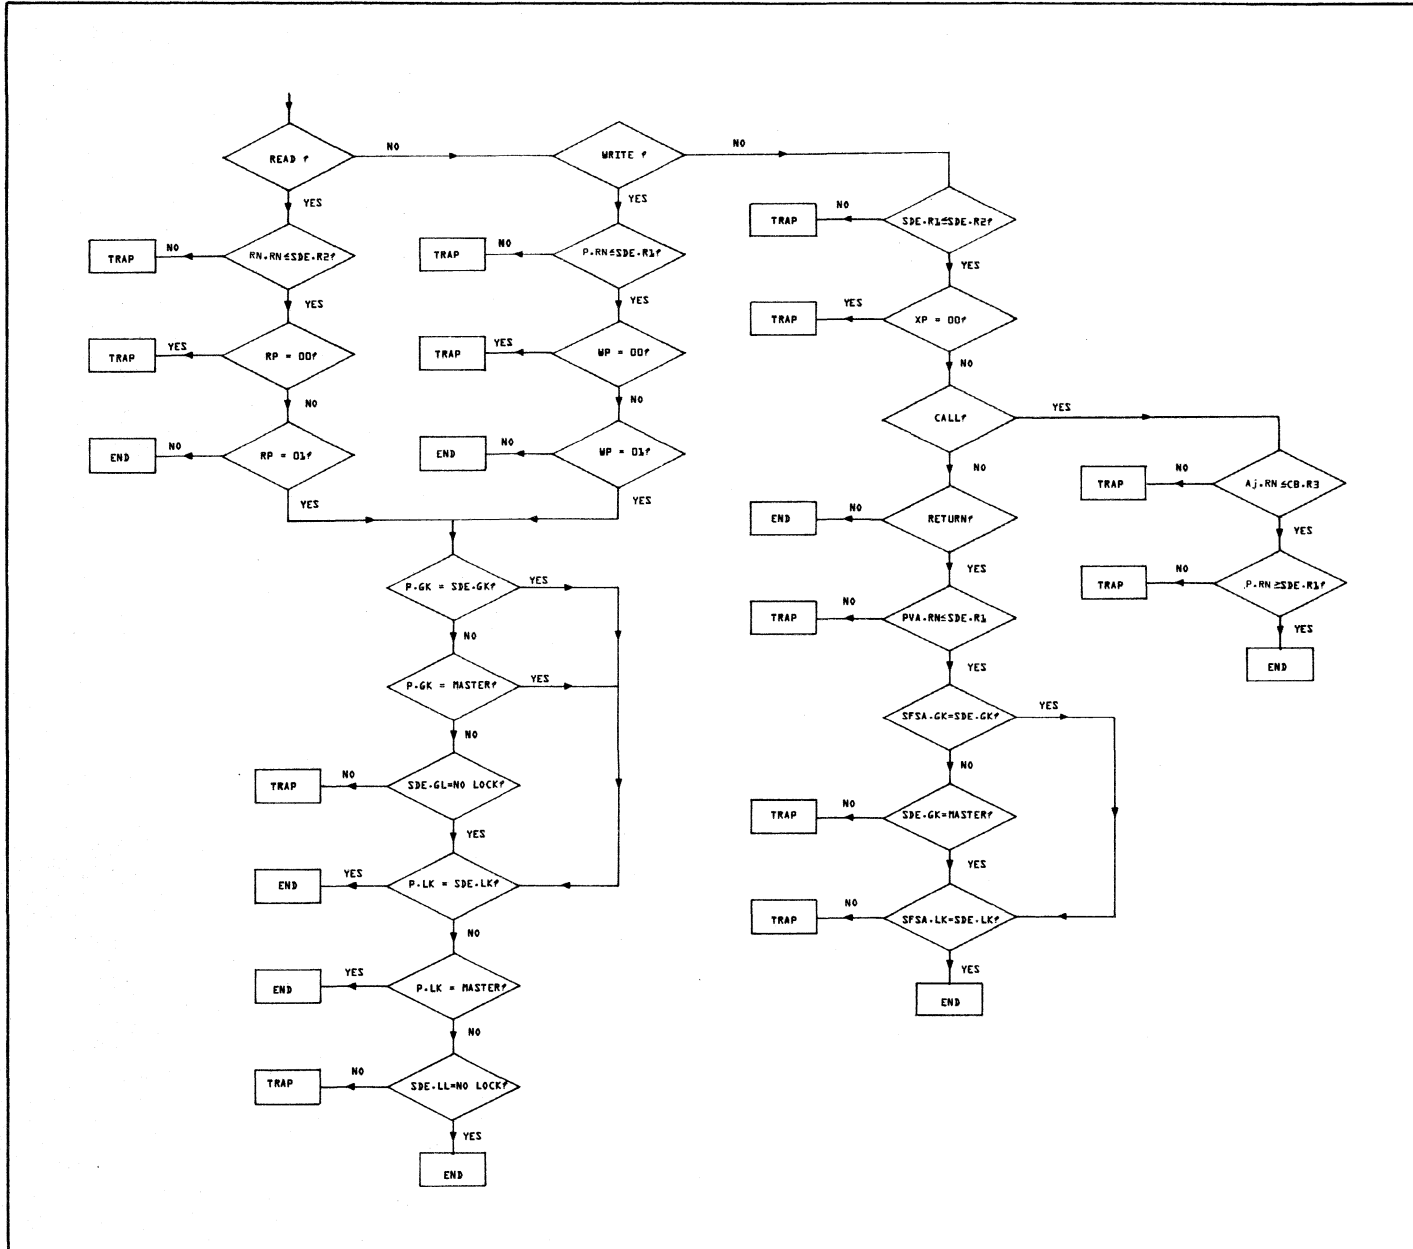 READ ?
NO
WRITE ?
NO
YES
YES
TRAP
NO
SDE.R1≤SDE.R2?
TRAP
NO
RN.RN≤SDE.R2?
TRAP
NO
P.RN≤SDE.R1?
YES
YES
YES
TRAP
YES
XP = 00?
TRAP
YES
RP = 00?
TRAP
YES
WP = 00?
NO
NO
NO
CALL?
YES
END
NO
RP = 01?
END
NO
WP = 01?
NO
TRAP
NO
Aj.RN≤CB.R3
YES
YES
END
NO
RETURN?
YES
P.GK = SDE.GK?
YES
YES
TRAP
NO
P.RN≥SDE.R1?
NO
TRAP
NO
PVA.RN≤SDE.R1
YES
END
P.GK = MASTER?
YES
YES
NO
SFSA.GK=SDE.GK?
YES
TRAP
NO
SDE.GL=NO LOCK?
NO
YES
TRAP
NO
SDE.GK=MASTER?
YES
END
YES
P.LK = SDE.LK?
TRAP
NO
SFSA.LK=SDE.LK?
NO
YES
END
YES
P.LK = MASTER?
END
NO
TRAP
NO
SDE.LL=NO LOCK?
YES
END